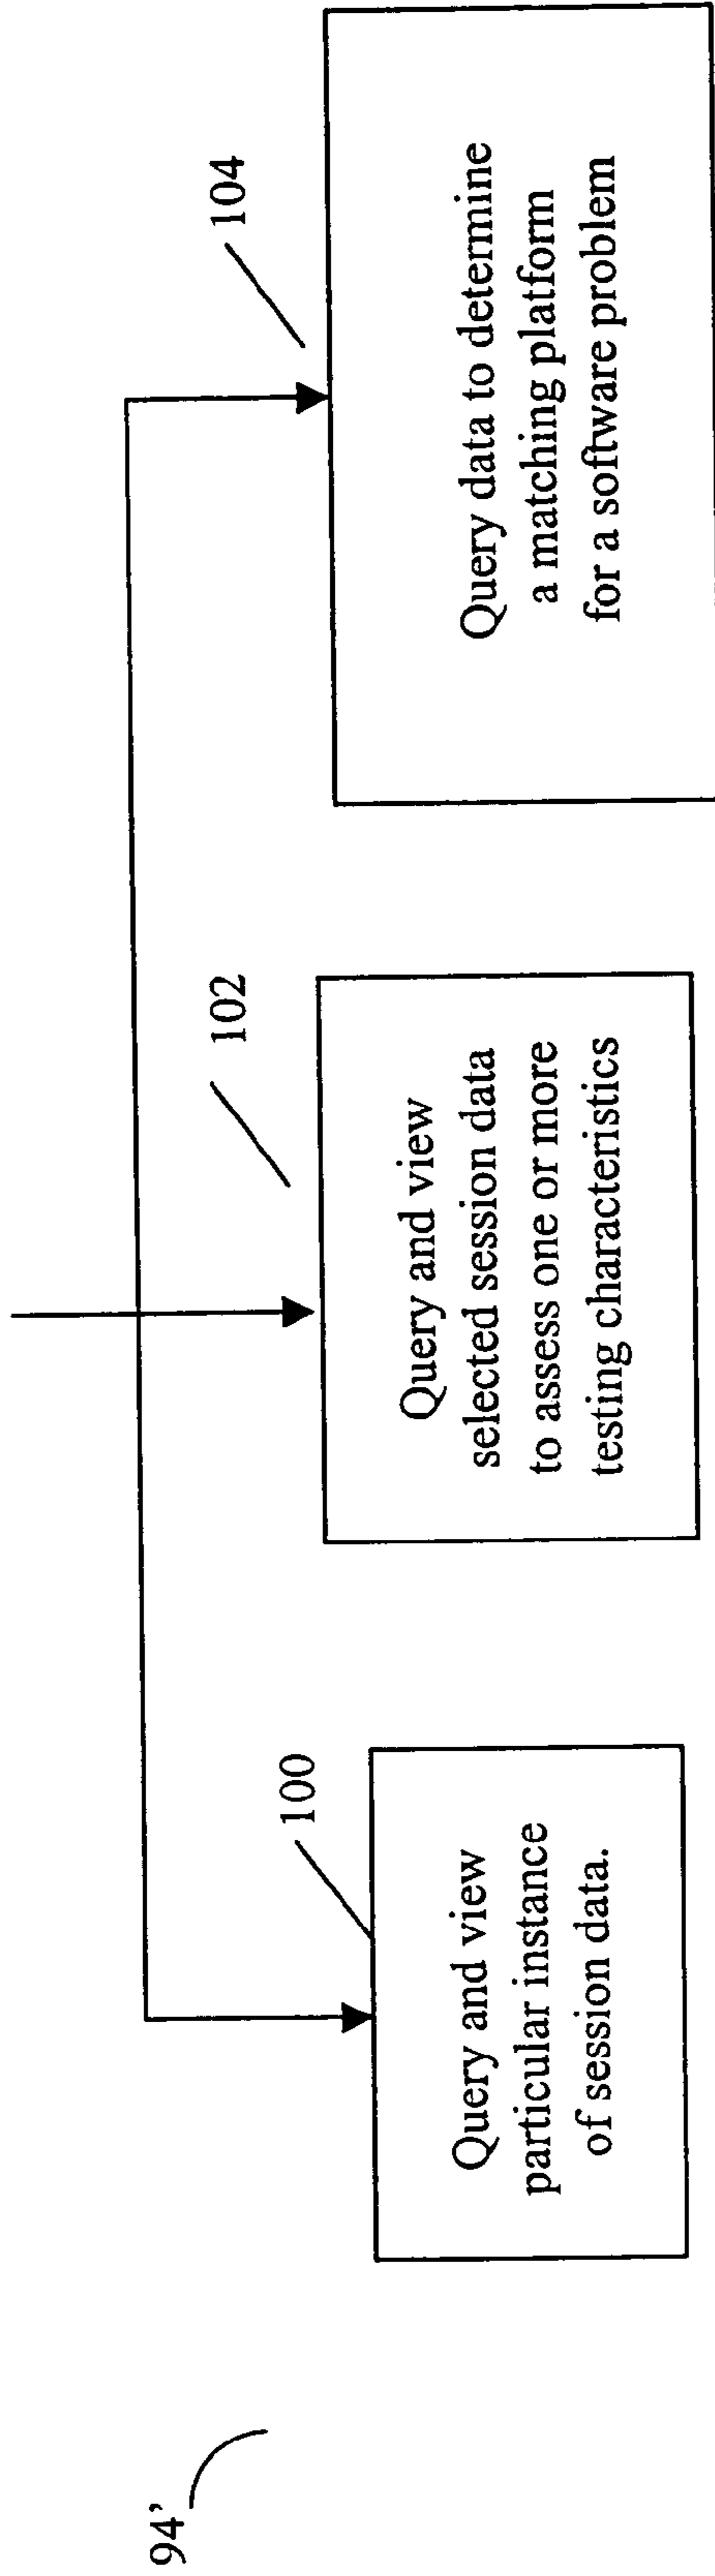 94’
100
Query and view
particular instance
of session data.
102
Query and view
selected session data
to assess one or more
testing characteristics
104
Query data to determine
a matching platform
for a software problem